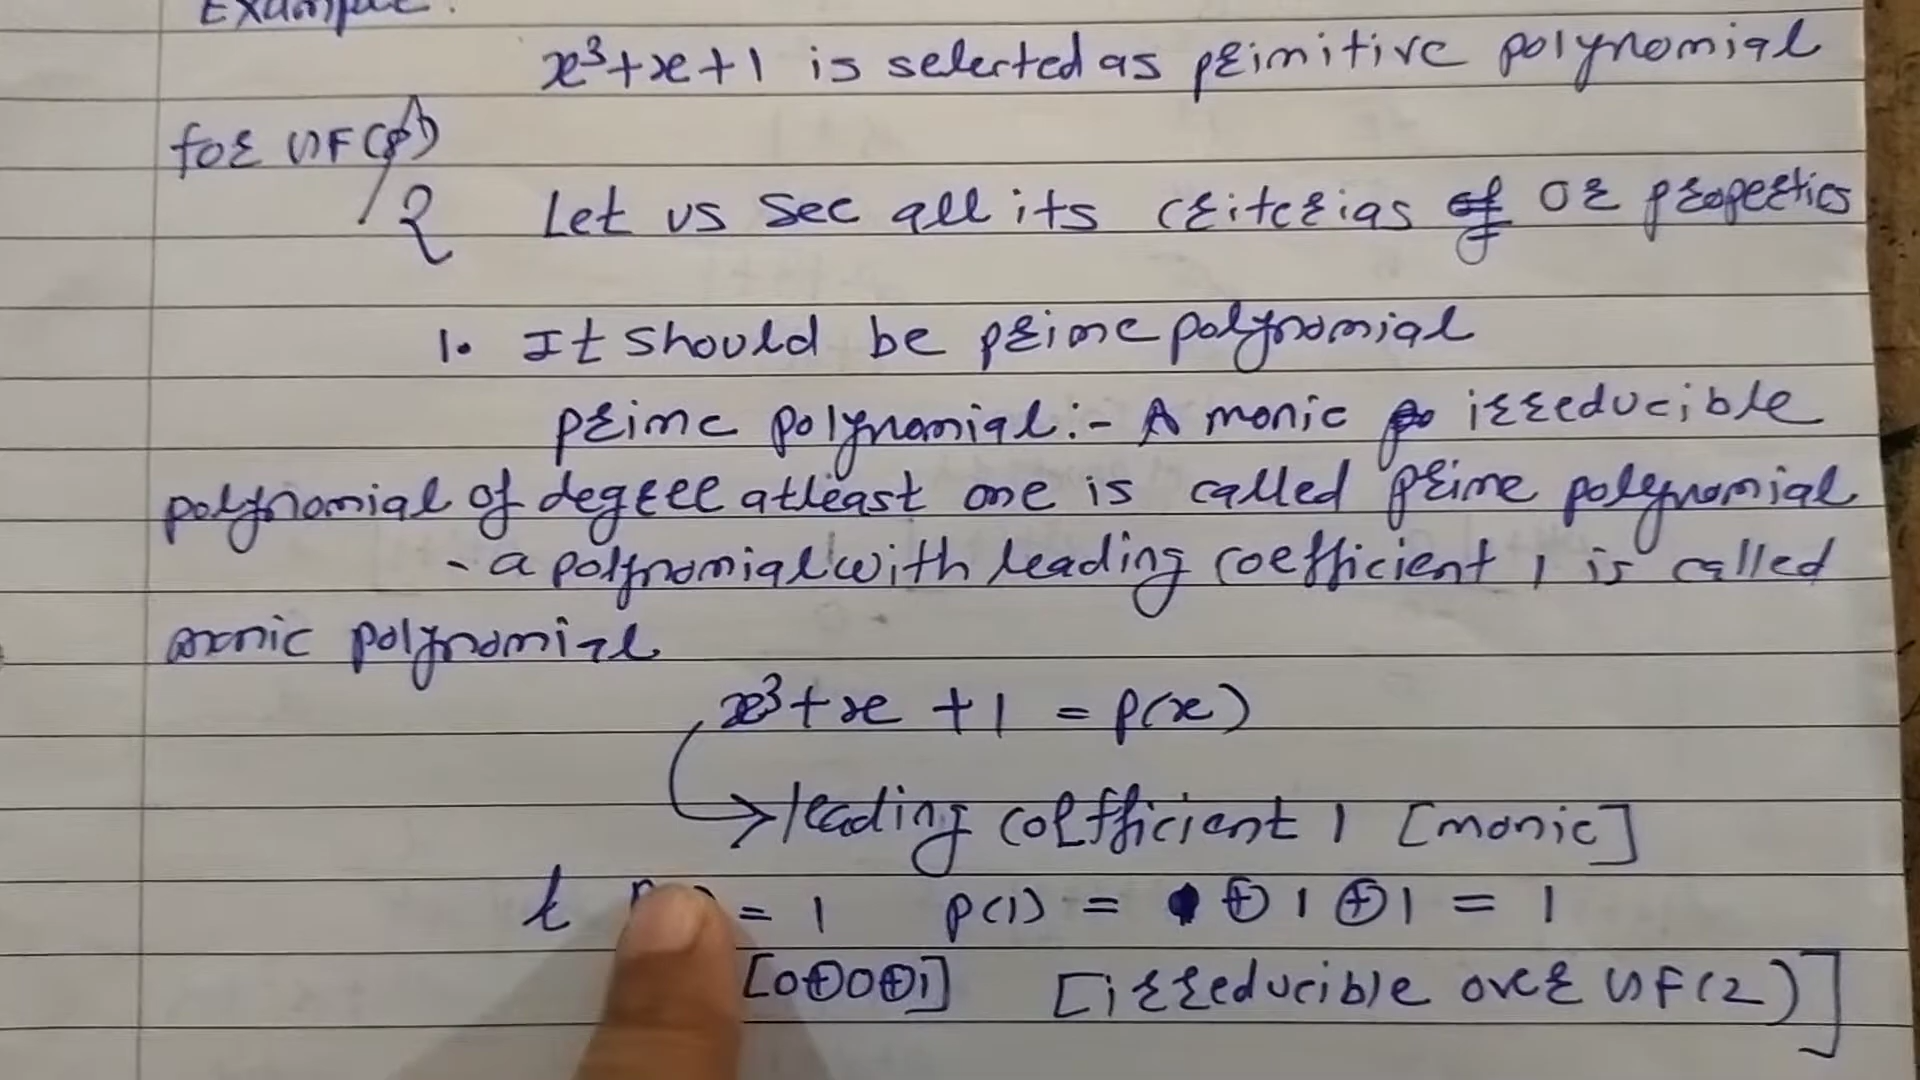 Example:
x³+x+1 is selected as primitive polynomial
for GF(
2 Let us see all its criterias or properties
1. It should be prime polynomial
prime polynomial:- A monic irreducible
polynomial of degree atleast one is called prime polynomial
- a polynomial with leading coefficient 1 is called
monic polynomial
x³+x +1 = p(x)
leading coefficient 1 [monic]
= 1 p(1) = 1 ⊕ 1 ⊕ 1 = 1
[0⊕0⊕1] [irreducible over GF(2)]